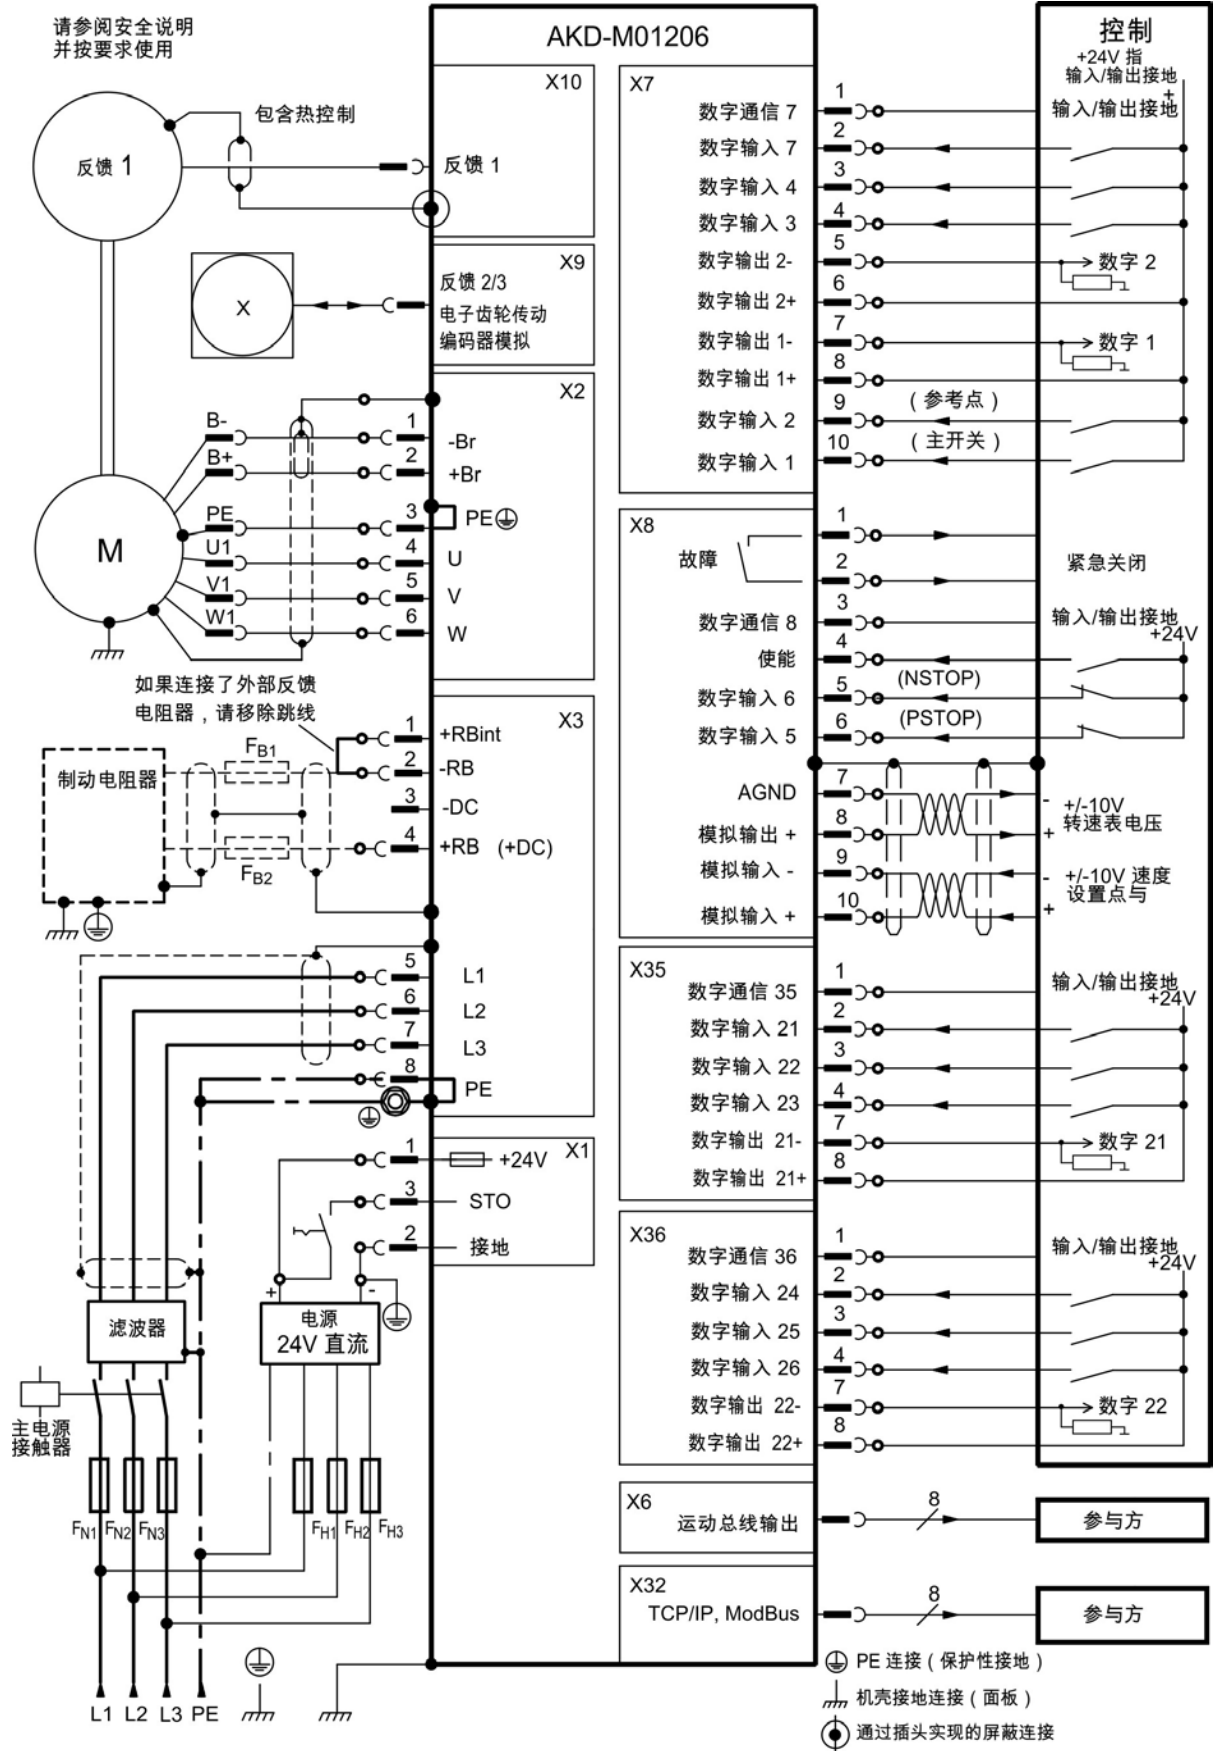 请参阅安全说明
并按要求使用
AKD-M01206
控制
+24V 指
输入/输出接地
+
输入/输出接地
反馈 1
包含热控制
X10
反馈 1
X9
反馈 2/3
电子齿轮传动
编码器模拟
X
X2
B-
1
-Br
B+
2
+Br
PE
3
PE
U1
4
U
V1
5
V
W1
6
W
M
如果连接了外部反馈
电阻器，请移除跳线
X3
制动电阻器
FB1
FB2
1
+RBint
2
-RB
3
-DC
4
+RB (+DC)
5
L1
6
L2
7
L3
8
PE
X1
1
+24V
3
STO
2
接地
+
-
滤波器
电源
24V 直流
主电源
接触器
FN1
FN2
FN3
FH1
FH2
FH3
L1
L2
L3
PE
X7
数字通信 7
1
数字输入 7
2
数字输入 4
3
数字输入 3
4
数字输出 2-
5
数字 2
数字输出 2+
6
数字输出 1-
7
数字 1
数字输出 1+
8
数字输入 2
9
(参考点)
数字输入 1
10
(主开关)
X8
故障
1
2
紧急关闭
数字通信 8
3
输入/输出接地
+24V
使能
4
数字输入 6
5
(NSTOP)
数字输入 5
6
(PSTOP)
AGND
7
-
+/-10V
转速表电压
模拟输出 +
8
+
模拟输入 -
9
-
+/-10V 速度
设置点与
模拟输入 +
10
+
X35
数字通信 35
1
输入/输出接地
+24V
数字输入 21
2
数字输入 22
3
数字输入 23
4
数字输出 21-
7
数字 21
数字输出 21+
8
X36
数字通信 36
1
输入/输出接地
+24V
数字输入 24
2
数字输入 25
3
数字输入 26
4
数字输出 22-
7
数字 22
数字输出 22+
8
X6
运动总线输出
8
参与方
X32
TCP/IP, ModBus
8
参与方
PE 连接 (保护性接地)
机壳接地连接 (面板)
通过插头实现的屏蔽连接